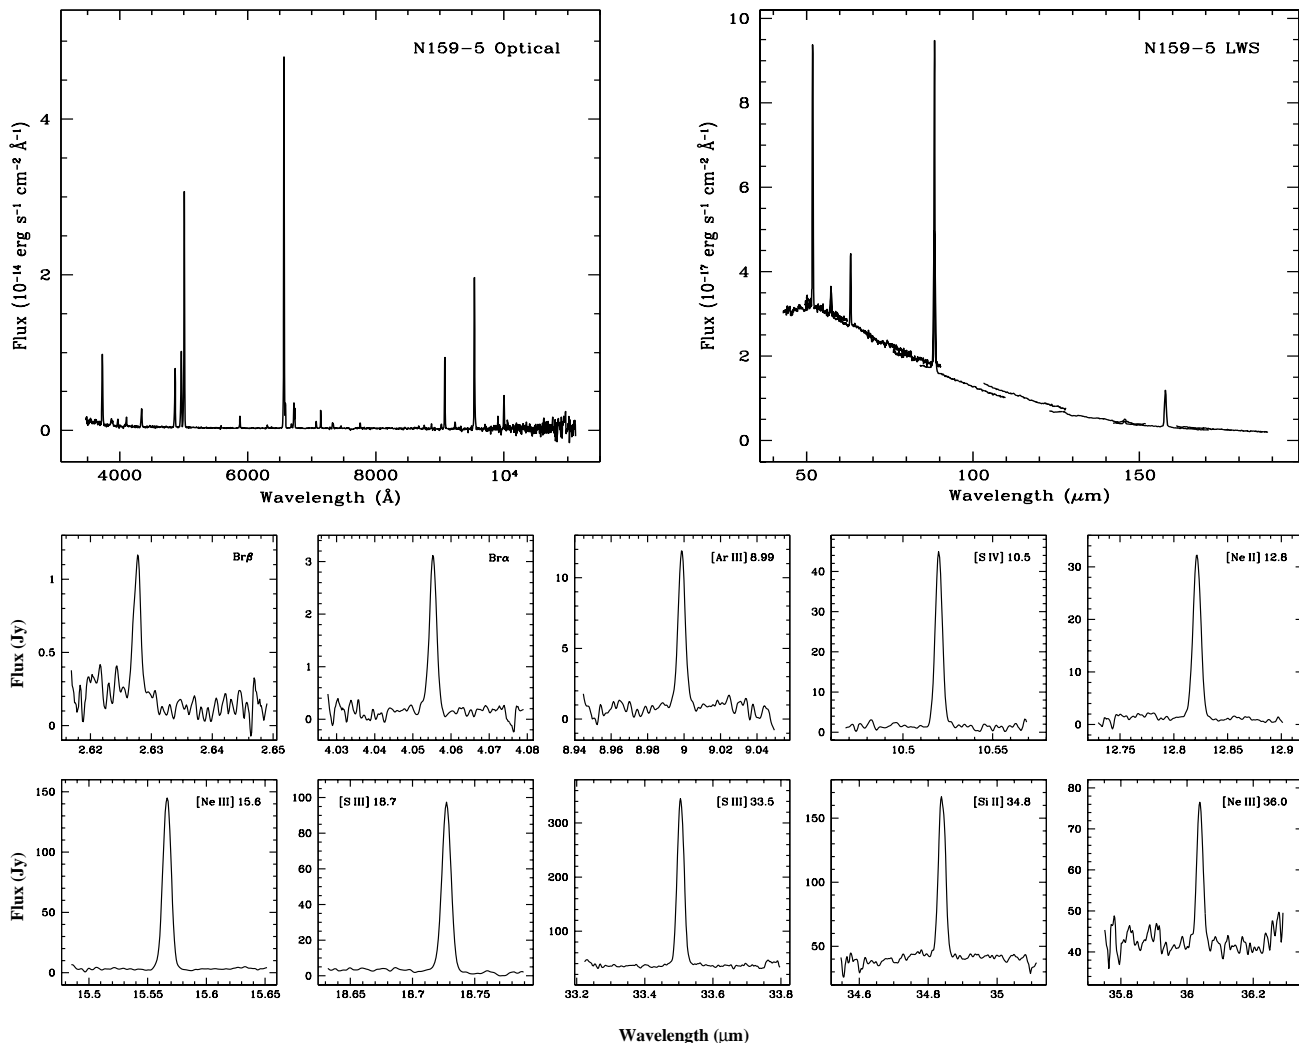 N159-5 Optical
Flux (10⁻¹⁴ erg s⁻¹ cm⁻² Å⁻¹)
4
2
0
4000 6000 8000 10⁴
Wavelength (Å)
N159-5 LWS
Flux (10⁻¹⁷ erg s⁻¹ cm⁻² Å⁻¹)
10
8
6
4
2
0
50 100 150
Wavelength (μm)
Flux (Jy)
Brβ
1
0.5
0
2.62 2.63 2.64 2.65
Brα
3
2
1
0
4.03 4.04 4.05 4.06 4.07 4.08
[Ar III] 8.99
10
5
0
8.94 8.96 8.98 9 9.02 9.04
[S IV] 10.5
40
30
20
10
0
10.5 10.55
[Ne II] 12.8
30
20
10
0
12.75 12.8 12.85 12.9
Flux (Jy)
[Ne III] 15.6
150
100
50
0
15.5 15.55 15.6 15.65
[S III] 18.7
100
80
60
40
20
0
18.65 18.7 18.75
[S III] 33.5
300
200
100
33.2 33.4 33.6 33.8
[Si II] 34.8
150
100
50
34.6 34.8 35
[Ne III] 36.0
80
70
60
50
40
35.8 36 36.2
Wavelength (μm)